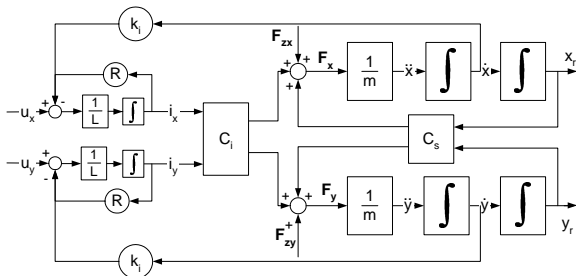 k_i
F_zx
R
F_x
1/m
ẍ
∫
ẋ
∫
x_r
+
-
+
+
+
u_x
1/L
∫
i_x
C_i
C_s
u_y
1/L
∫
i_y
+
-
R
+
+
+
F_y
1/m
ÿ
∫
ẏ
∫
y_r
F_zy
k_i